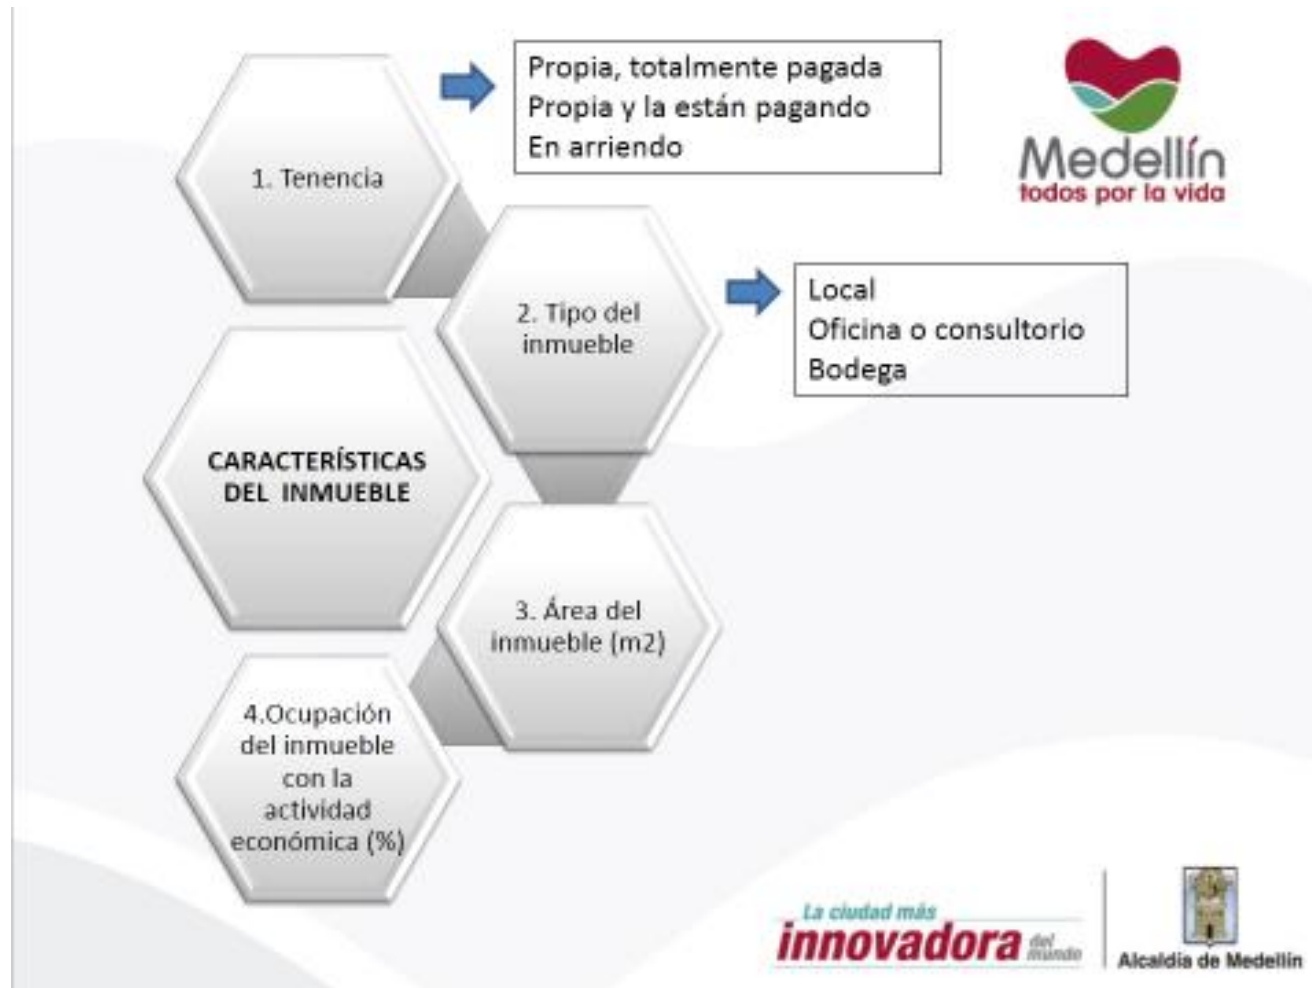 1. Tenencia
Propia, totalmente pagada
Propia y la están pagando
En arriendo
Medellín
todos por la vida
2. Tipo del
inmueble
Local
Oficina o consultorio
Bodega
CARACTERÍSTICAS
DEL INMUEBLE
3. Área del
inmueble (m2)
4.Ocupación
del inmueble
con la
actividad
económica (%)
La ciudad más
innovadora del
mundo
Alcaldía de Medellín